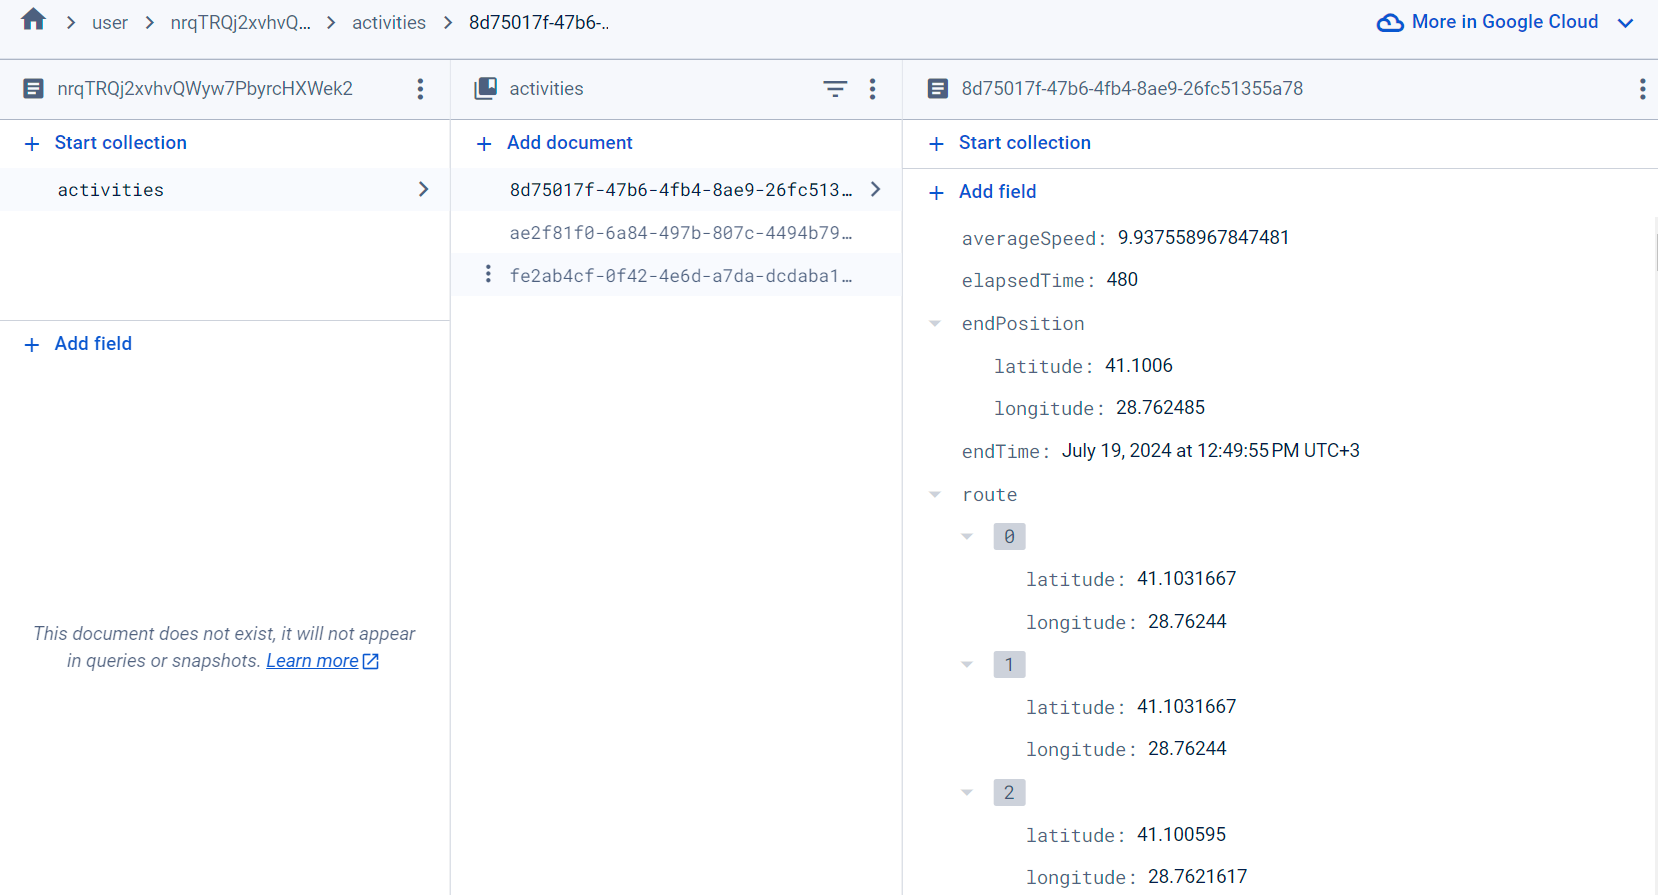 user
nrqTRQj2xvhvQ...
activities
8d75017f-47b6-..
More in Google Cloud
nrqTRQj2xvhvQWyw7PbyrcHXWek2
Start collection
activities
Add field
This document does not exist, it will not appear
in queries or snapshots. Learn more
activities
Add document
8d75017f-47b6-4fb4-8ae9-26fc513…
ae2f81f0-6a84-497b-807c-4494b79…
fe2ab4cf-0f42-4e6d-a7da-dcdaba1…
8d75017f-47b6-4fb4-8ae9-26fc51355a78
Start collection
Add field
averageSpeed: 9.937558967847481
elapsedTime: 480
endPosition
latitude: 41.1006
longitude: 28.762485
endTime: July 19, 2024 at 12:49:55 PM UTC+3
route
0
latitude: 41.1031667
longitude: 28.76244
1
latitude: 41.1031667
longitude: 28.76244
2
latitude: 41.100595
longitude: 28.7621617